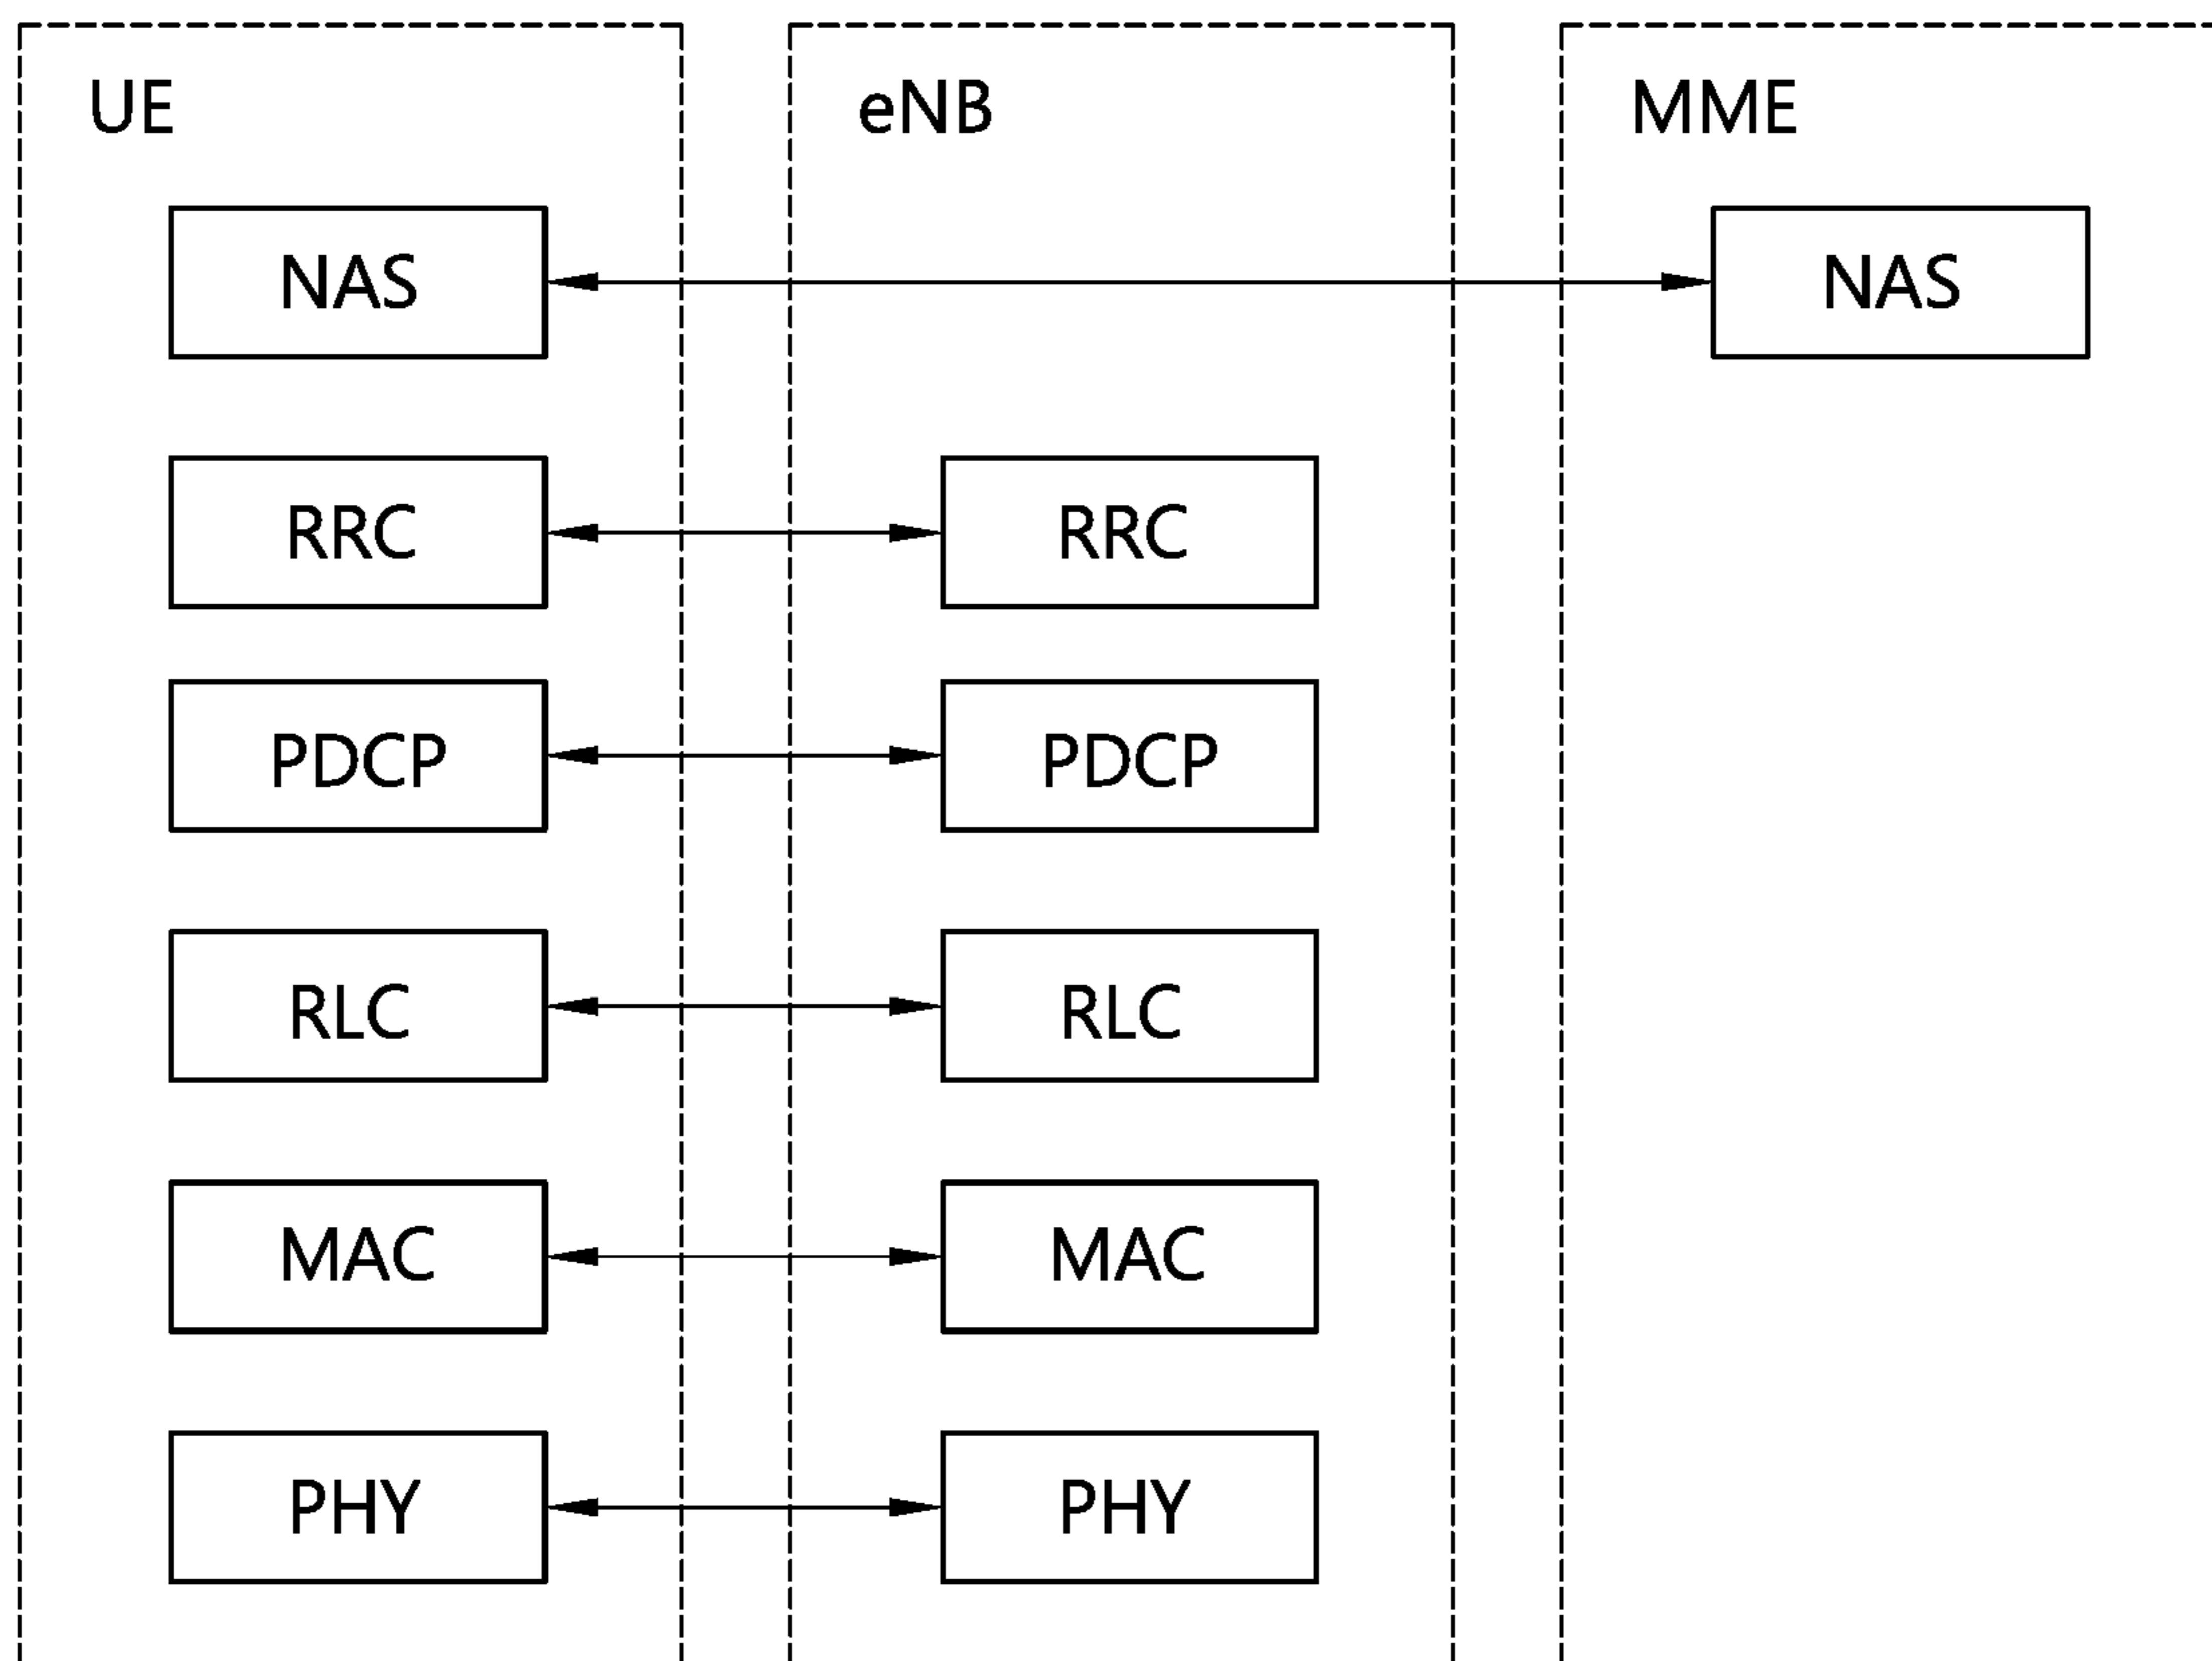 UE eNB MME
NAS NAS
RRC RRC
PDCP PDCP
RLC RLC
MAC MAC
PHY PHY